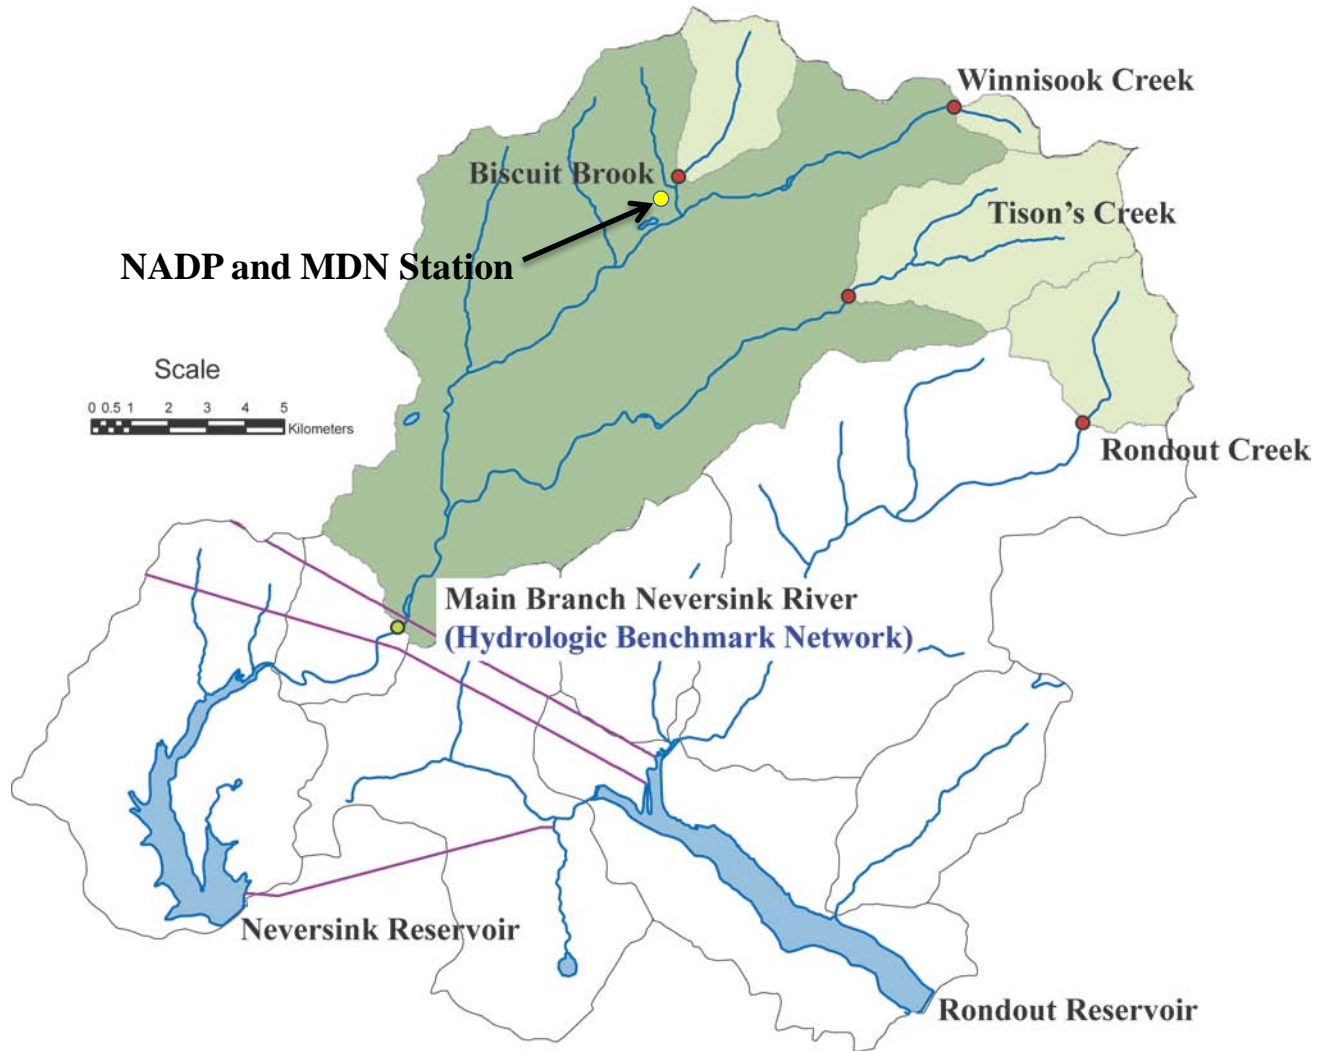 Winnisook Creek
Biscuit Brook
Tison's Creek
NADP and MDN Station
Scale
0 0.5 1 2 3 4 5
Kilometers
Rondout Creek
Main Branch Neversink River
(Hydrologic Benchmark Network)
Neversink Reservoir
Rondout Reservoir